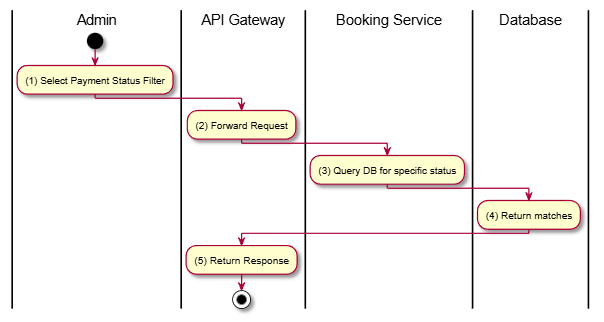 Admin
API Gateway
Booking Service
Database
(1) Select Payment Status Filter
(2) Forward Request
(3) Query DB for specific status
(4) Return matches
(5) Return Response